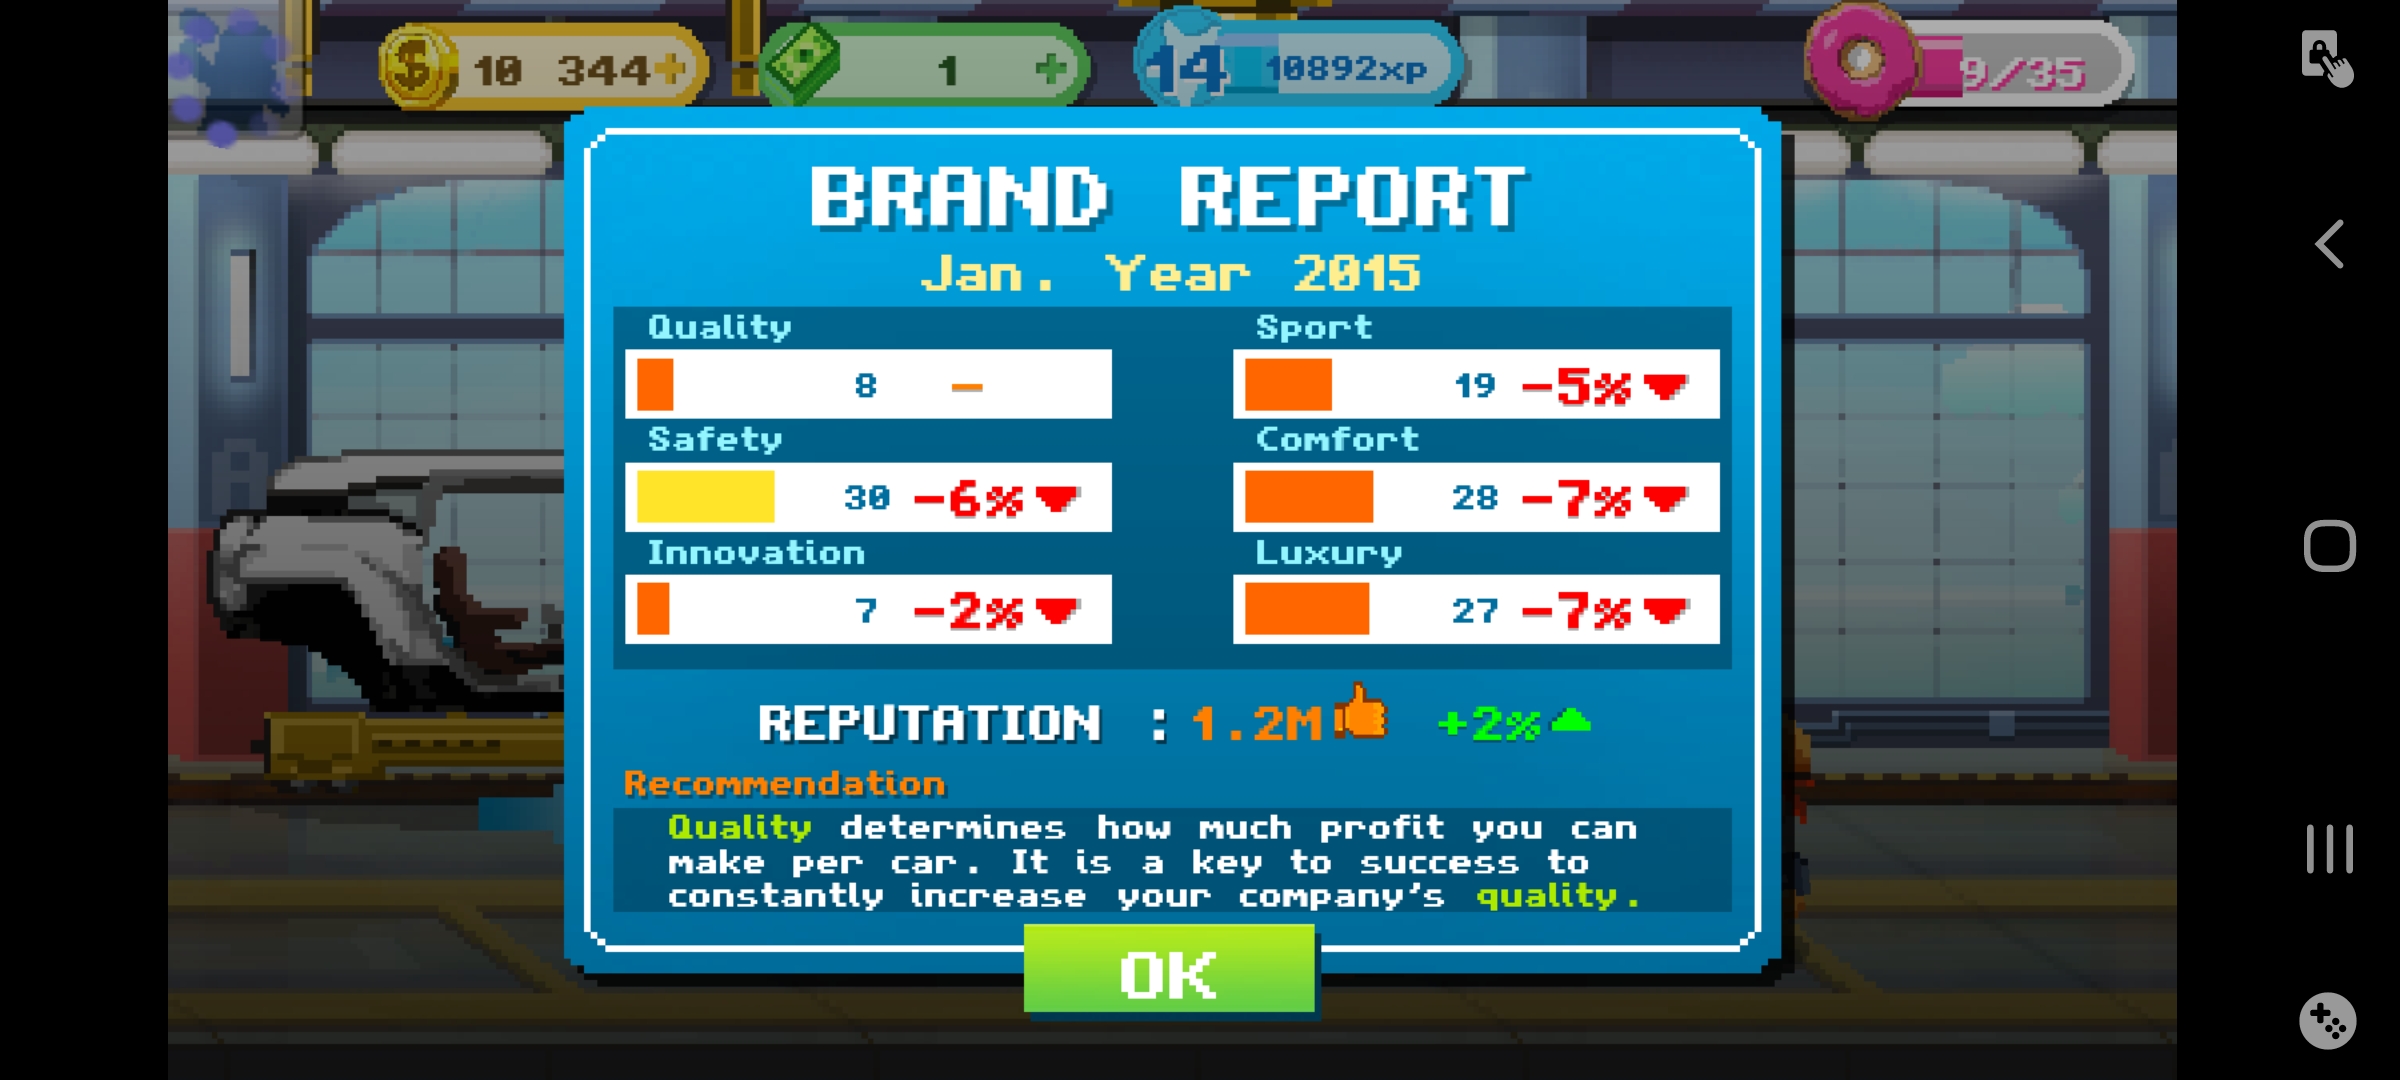 10 344+
1 +
14 10892xp
9/35
BRAND REPORT
Jan. Year 2015
Quality
8 –
Sport
19 -5%
Safety
30 -6%
Comfort
28 -7%
Innovation
7 -2%
Luxury
27 -7%
REPUTATION : 1.2M +2%
Recommendation
Quality determines how much profit you can
make per car. It is a key to success to
constantly increase your company's quality.
OK